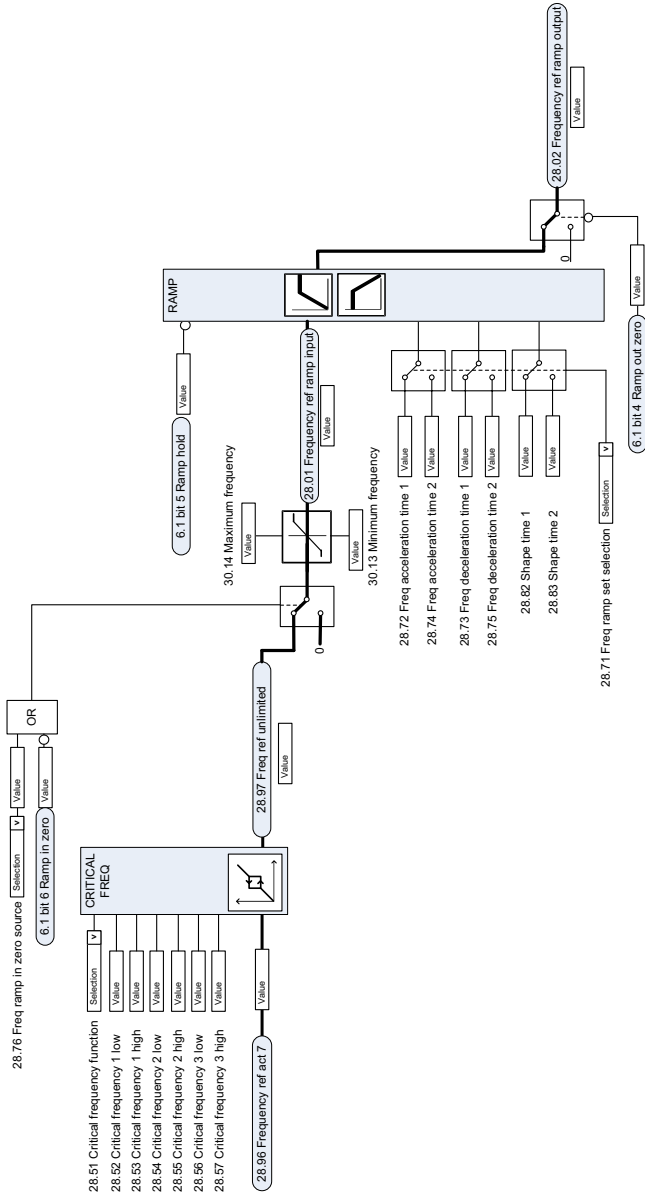 28.76 Freq ramp in zero source
Selection
v
Value
6.1 bit 6 Ramp in zero
Value
OR
28.51 Critical frequency function
Selection
v
28.52 Critical frequency 1 low
Value
28.53 Critical frequency 1 high
Value
28.54 Critical frequency 2 low
Value
28.55 Critical frequency 2 high
Value
28.56 Critical frequency 3 low
Value
28.57 Critical frequency 3 high
Value
CRITICAL
FREQ
28.96 Frequency ref act 7
Value
28.97 Freq ref unlimited
Value
0
30.14 Maximum frequency
Value
30.13 Minimum frequency
Value
28.01 Frequency ref ramp input
Value
6.1 bit 5 Ramp hold
Value
RAMP
28.72 Freq acceleration time 1
Value
28.74 Freq acceleration time 2
Value
28.73 Freq deceleration time 1
Value
28.75 Freq deceleration time 2
Value
28.82 Shape time 1
Value
28.83 Shape time 2
Value
28.71 Freq ramp set selection
Selection
v
0
6.1 bit 4 Ramp out zero
Value
28.02 Frequency ref ramp output
Value